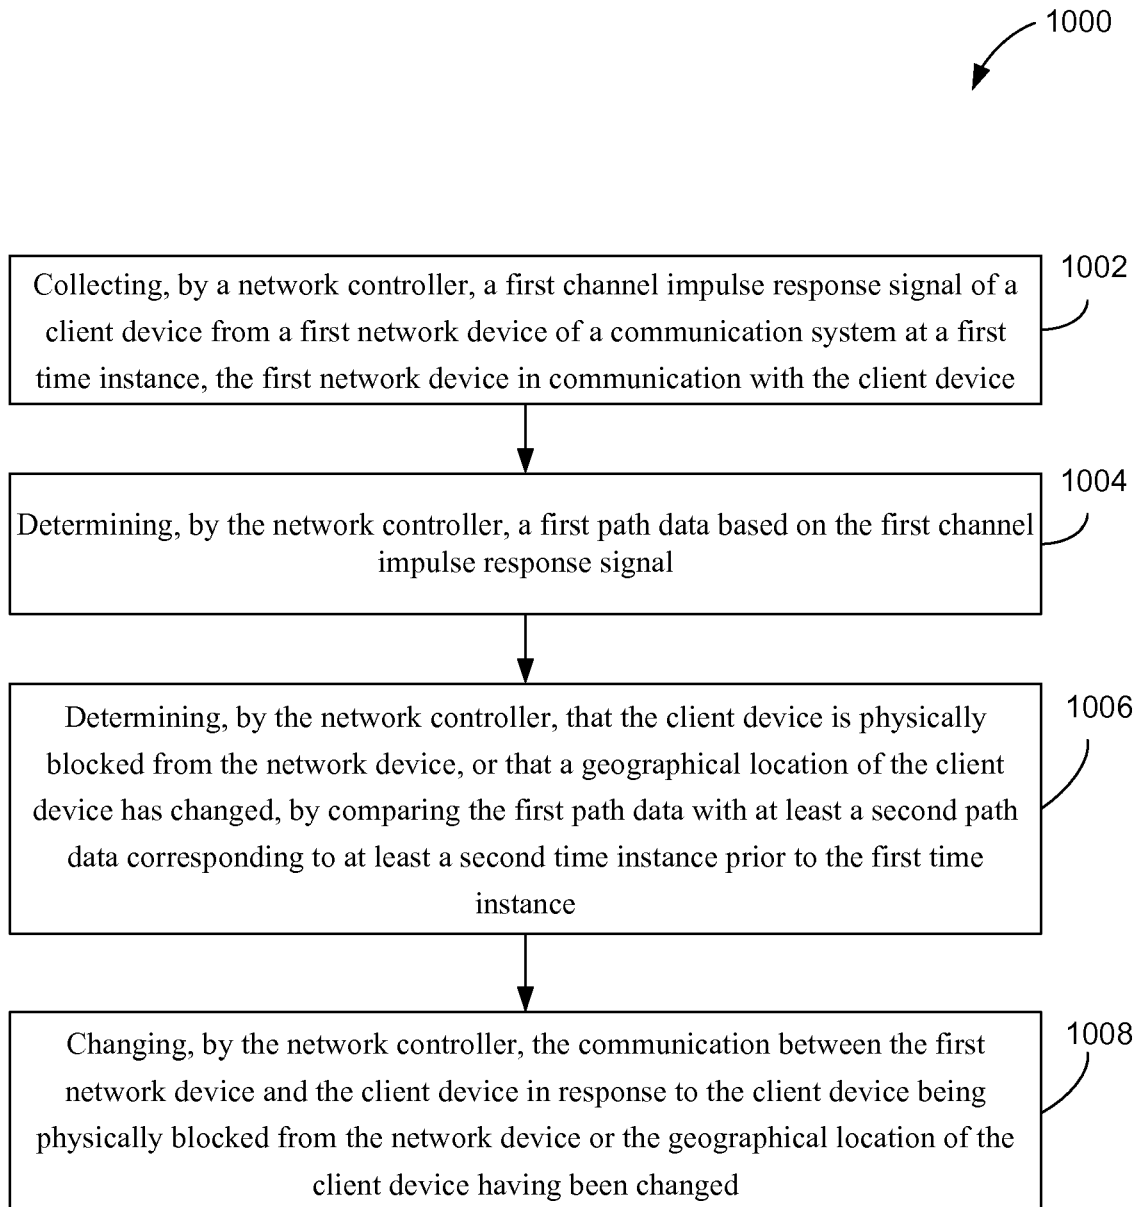 1000
1002
Collecting, by a network controller, a first channel impulse response signal of a
client device from a first network device of a communication system at a first
time instance, the first network device in communication with the client device
1004
Determining, by the network controller, a first path data based on the first channel
impulse response signal
1006
Determining, by the network controller, that the client device is physically
blocked from the network device, or that a geographical location of the client
device has changed, by comparing the first path data with at least a second path
data corresponding to at least a second time instance prior to the first time
instance
1008
Changing, by the network controller, the communication between the first
network device and the client device in response to the client device being
physically blocked from the network device or the geographical location of the
client device having been changed